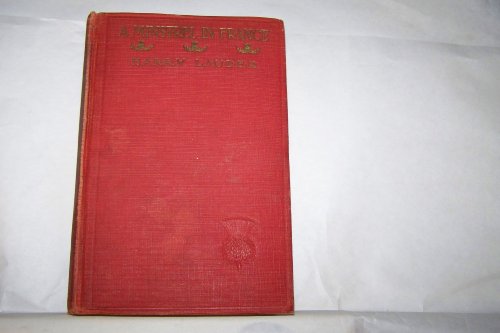 A MINSTREL IN FRANCE
HARRY LAUDER